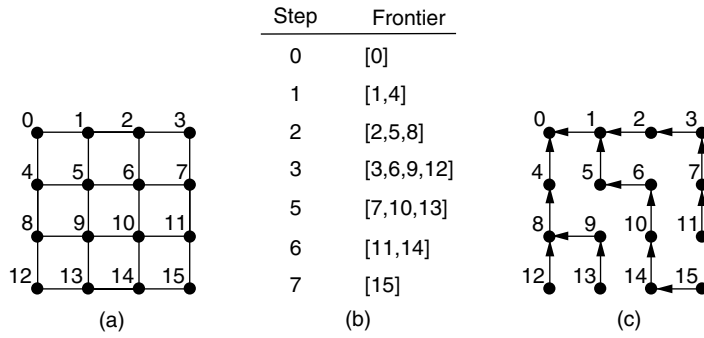 Step Frontier
0 [0]
1 [1,4]
2 [2,5,8]
3 [3,6,9,12]
5 [7,10,13]
6 [11,14]
7 [15]
0 1 2 3
4 5 6 7
8 9 10 11
12 13 14 15
(a)
(b)
0 1 2 3
4 5 6 7
8 9 10 11
12 13 14 15
(c)